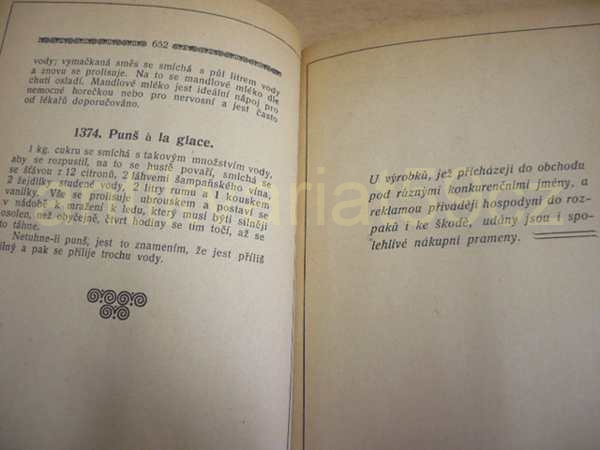 652
vody; vymačkaná směs se smíchá s půl litrem vody
a znovu se prolisuje. Na to se mandlové mléko dle
chuti osladí. Mandlové mléko jest ideální nápoj pro
nemocné horečkou nebo pro nervosní a jest často
od lékařů doporučováno.
1374. Punš à la glace.
1 kg. cukru se smíchá s takovým množstvím vody,
aby se rozpustil, na to se hustě povaří, smíchá se
se šťávou z 12 citronů, 2 láhvemi šampaňského vína,
2 žejdlíky studené vody, 2 litry rumu a 1 kouskem
vanilky. Vše se prolisuje ubrouskem a postaví se
v nádobě k mražení k ledu, který musí býti silněji
osolen, než obyčejně, čtvrt hodiny se tím točí, až se
to táhne.
Netuhne-li punš, jest to znamením, že jest příliš
silný a pak se přilije trochu vody.
U výrobků, jež přicházejí do obchodu
pod různými konkurenčními jmény, a
reklamou přivádějí hospodyni do roz-
paků i ke škodě, udány jsou i spo-
lehlivé nákupní prameny.